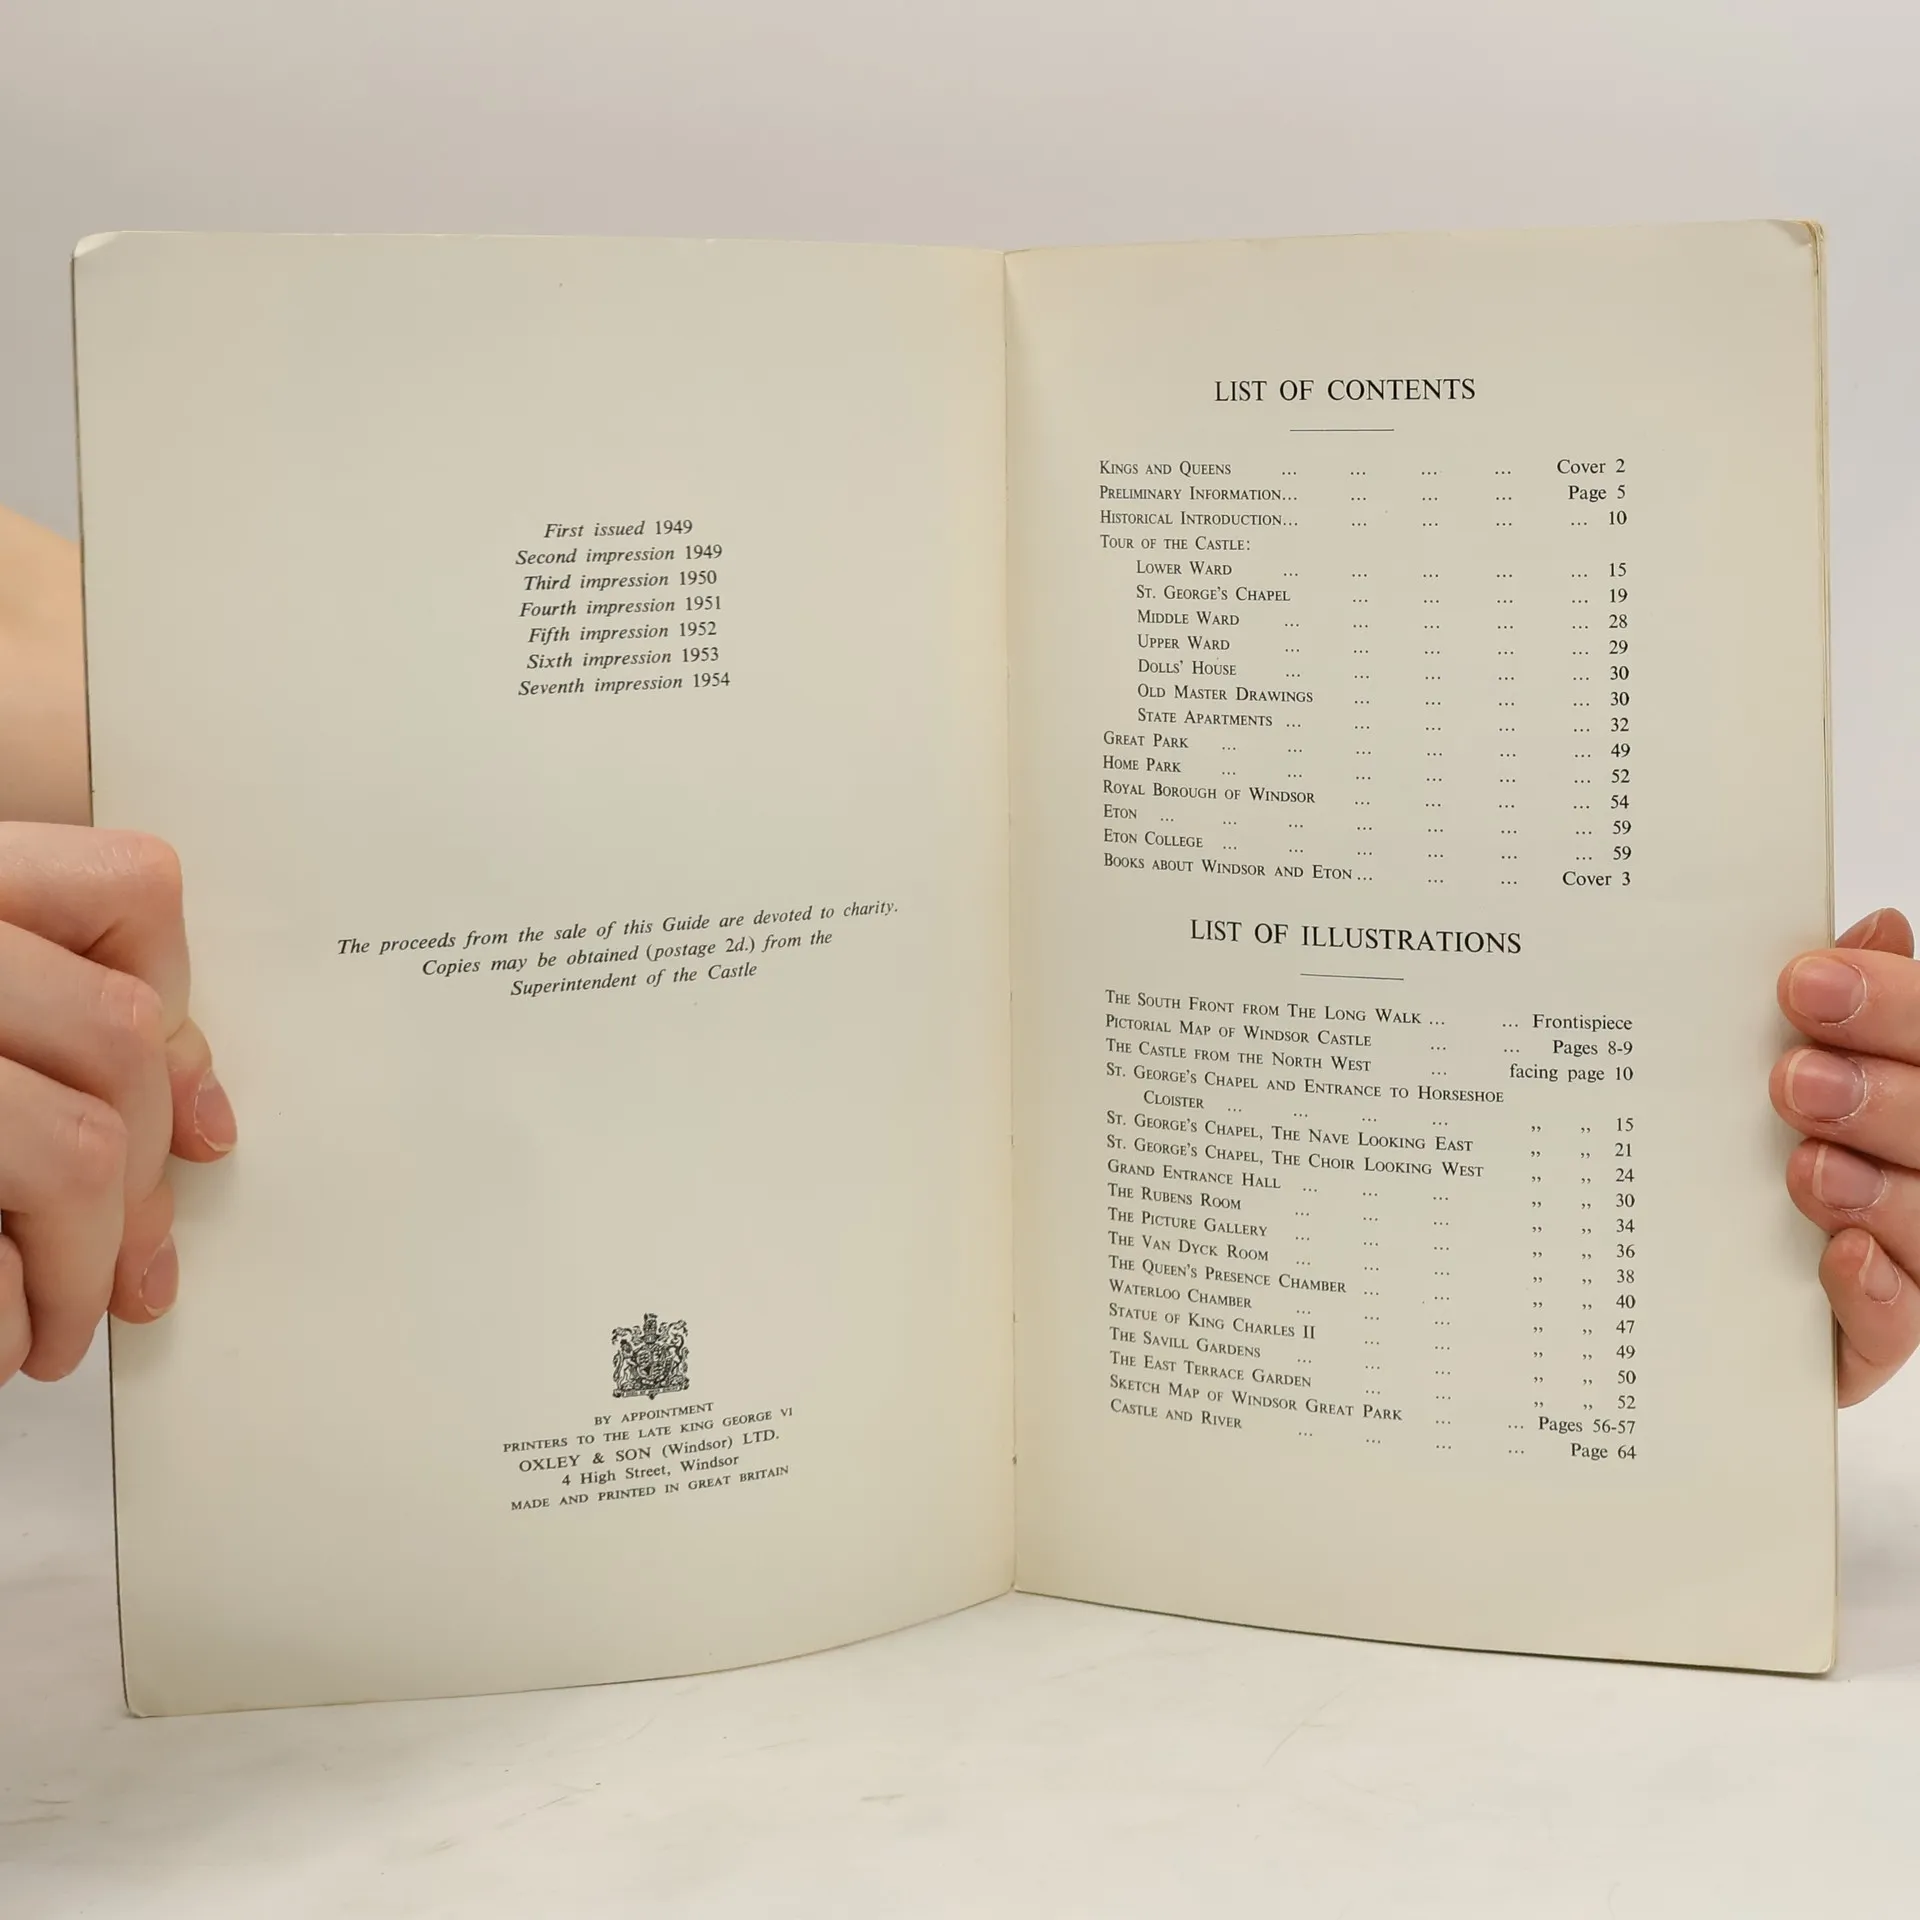 First issued 1949
Second impression 1949
Third impression 1950
Fourth impression 1951
Fifth impression 1952
Sixth impression 1953
Seventh impression 1954
The proceeds from the sale of this Guide are devoted to charity.
Copies may be obtained (postage 2d.) from the
Superintendent of the Castle
BY APPOINTMENT
PRINTERS TO THE LATE KING GEORGE VI
OXLEY & SON (Windsor) LTD.
4 High Street, Windsor
MADE AND PRINTED IN GREAT BRITAIN
LIST OF CONTENTS
KINGS AND QUEENS ... ... ... ... Cover 2
PRELIMINARY INFORMATION... ... ... ... Page 5
HISTORICAL INTRODUCTION... ... ... ... ... 10
TOUR OF THE CASTLE:
LOWER WARD ... ... ... ... ... 15
ST. GEORGE'S CHAPEL ... ... ... ... 19
MIDDLE WARD ... ... ... ... ... 28
UPPER WARD ... ... ... ... ... 29
DOLLS' HOUSE ... ... ... ... ... 30
OLD MASTER DRAWINGS ... ... ... ... 30
STATE APARTMENTS ... ... ... ... ... 32
GREAT PARK ... ... ... ... ... ... 49
HOME PARK ... ... ... ... ... ... 52
ROYAL BOROUGH OF WINDSOR ... ... ... ... 54
ETON ... ... ... ... ... ... ... 59
ETON COLLEGE ... ... ... ... ... ... 59
BOOKS ABOUT WINDSOR AND ETON ... ... ... Cover 3
LIST OF ILLUSTRATIONS
THE SOUTH FRONT FROM THE LONG WALK ... ... Frontispiece
PICTORIAL MAP OF WINDSOR CASTLE ... ... Pages 8-9
THE CASTLE FROM THE NORTH WEST ... facing page 10
ST. GEORGE'S CHAPEL AND ENTRANCE TO HORSESHOE
CLOISTER ... ... ... ... ,, ,, 15
ST. GEORGE'S CHAPEL, THE NAVE LOOKING EAST ,, ,, 21
ST. GEORGE'S CHAPEL, THE CHOIR LOOKING WEST ,, ,, 24
GRAND ENTRANCE HALL ... ... ... ,, ,, 30
THE RUBENS ROOM ... ... ... ,, ,, 34
THE PICTURE GALLERY ... ... ... ,, ,, 36
THE VAN DYCK ROOM ... ... ... ,, ,, 38
THE QUEEN'S PRESENCE CHAMBER ... ... ,, ,, 40
WATERLOO CHAMBER ... ... ... ,, ,, 47
STATUE OF KING CHARLES II ... ... ,, ,, 49
THE SAVILL GARDENS ... ... ... ,, ,, 50
THE EAST TERRACE GARDEN ... ... ,, ,, 52
SKETCH MAP OF WINDSOR GREAT PARK ... ... Pages 56-57
CASTLE AND RIVER ... ... ... ... Page 64